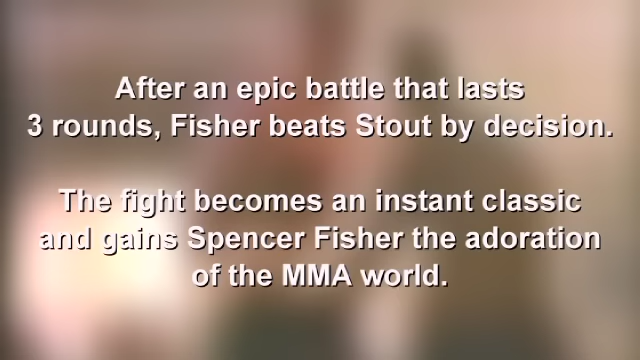 After an epic battle that lasts
3 rounds, Fisher beats Stout by decision.
The fight becomes an instant classic
and gains Spencer Fisher the adoration
of the MMA world.